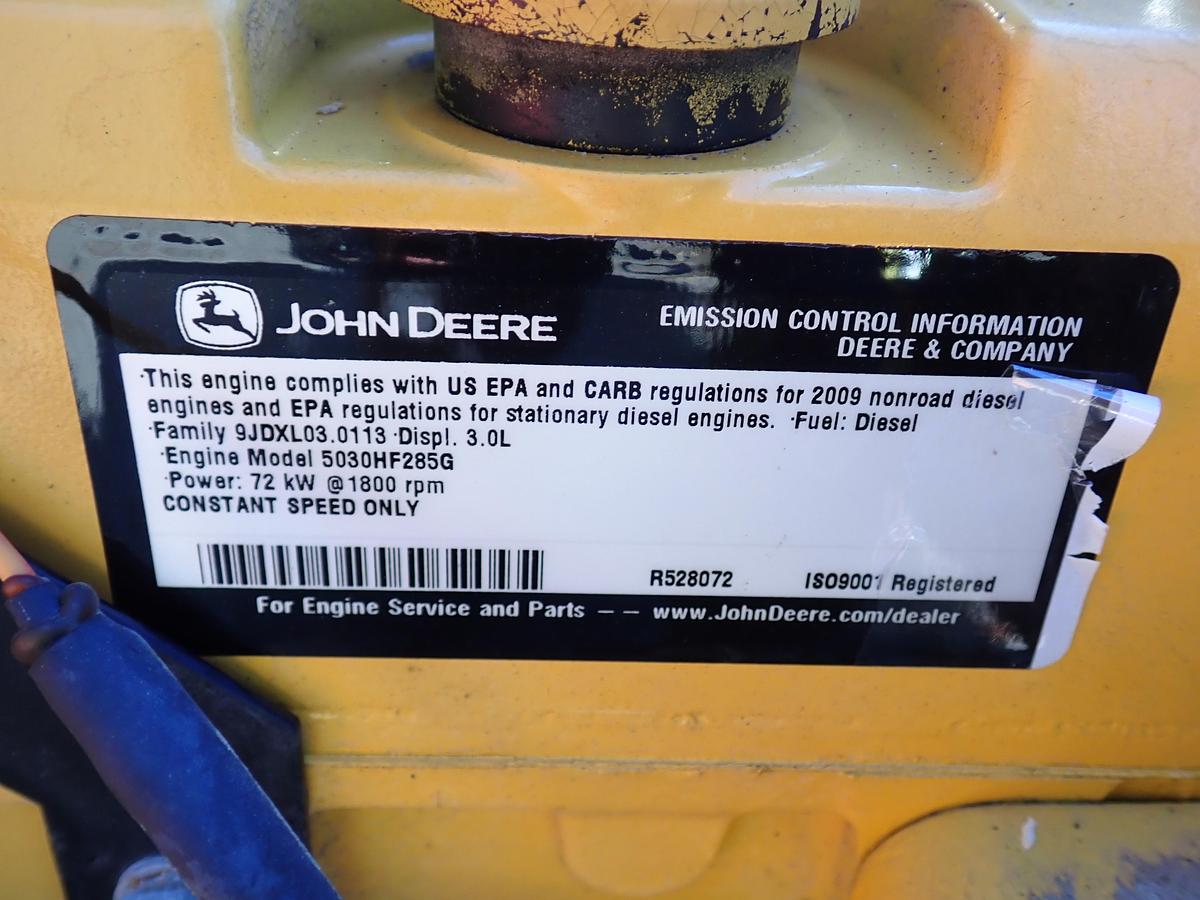 JOHN DEERE
EMISSION CONTROL INFORMATION
DEERE & COMPANY
·This engine complies with US EPA and CARB regulations for 2009 nonroad diesel
engines and EPA regulations for stationary diesel engines. ·Fuel: Diesel
·Family 9JDXL03.0113 ·Displ. 3.0L
·Engine Model 5030HF285G
·Power: 72 kW @1800 rpm
CONSTANT SPEED ONLY
R528072 ISO9001 Registered
For Engine Service and Parts – – www.JohnDeere.com/dealer